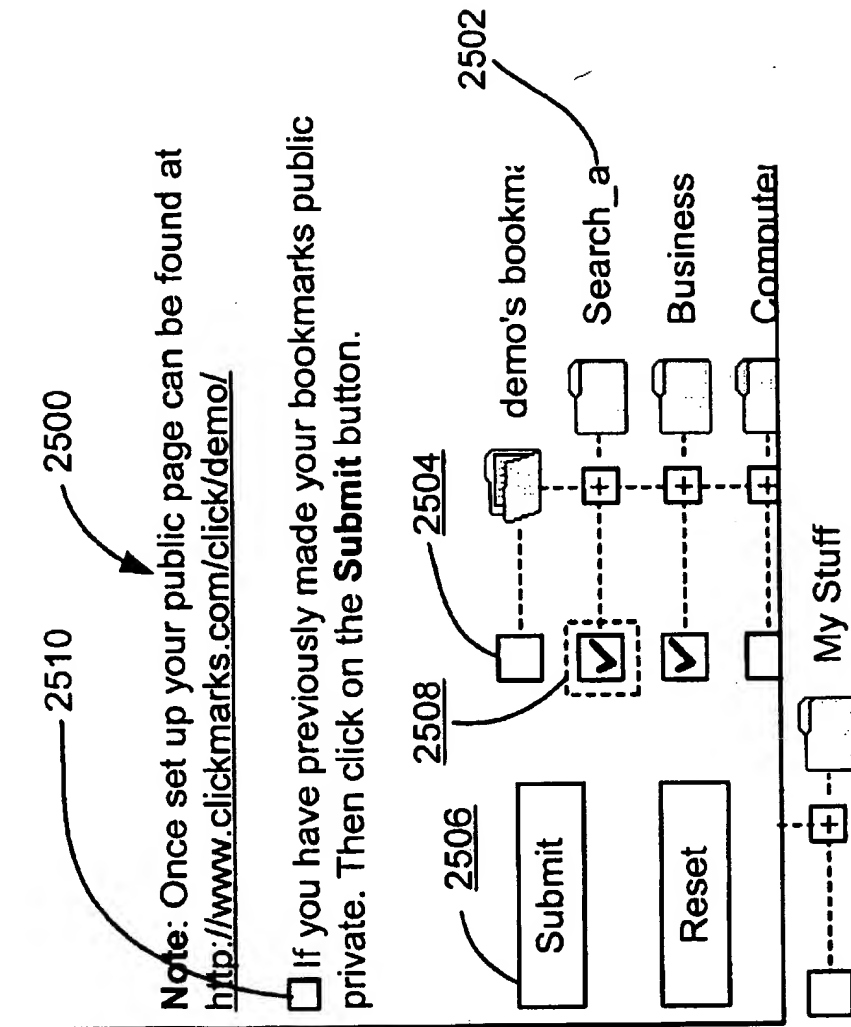 2510
2500
Note: Once set up your public page can be found at
http://www.clickmarks.com/click/demo/
If you have previously made your bookmarks public
private. Then click on the Submit button.
2502
2506
2508
2504
Submit
demo's bookma
Search_a
Reset
Business
Computer
My Stuff